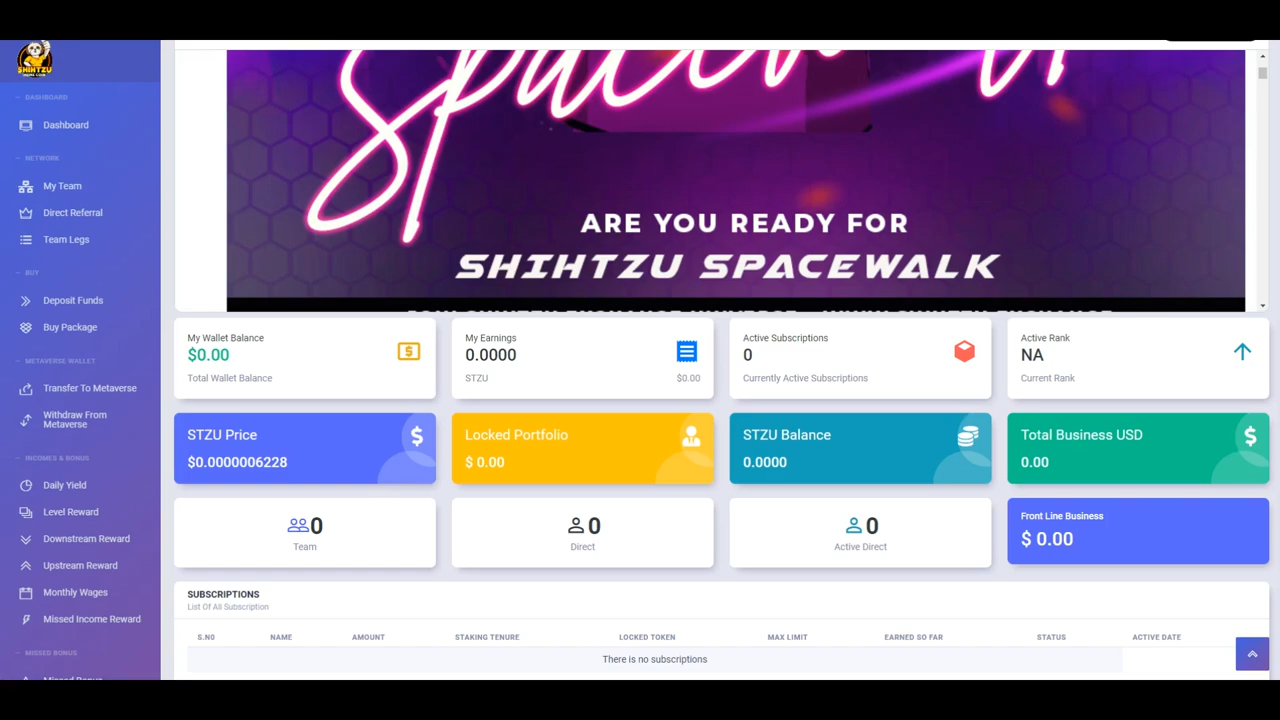 SHIHTZU
DASHBOARD
Dashboard
NETWORK
My Team
Direct Referral
Team Legs
BUY
Deposit Funds
Buy Package
METAVERSE WALLET
Transfer To Metaverse
Withdraw From
Metaverse
INCOMES & BONUS
Daily Yield
Level Reward
Downstream Reward
Upstream Reward
Monthly Wages
Missed Income Reward
MISSED BONUS
ARE YOU READY FOR
SHIHTZU SPACEWALK
My Wallet Balance
$0.00
Total Wallet Balance
My Earnings
0.0000
STZU $0.00
Active Subscriptions
0
Currently Active Subscriptions
Active Rank
NA
Current Rank
STZU Price
$0.0000006228
Locked Portfolio
$ 0.00
STZU Balance
0.0000
Total Business USD
0.00
0
Team
0
Direct
0
Active Direct
Front Line Business
$ 0.00
SUBSCRIPTIONS
List Of All Subscription
S.N0 NAME AMOUNT STAKING TENURE LOCKED TOKEN MAX LIMIT EARNED SO FAR STATUS ACTIVE DATE
There is no subscriptions